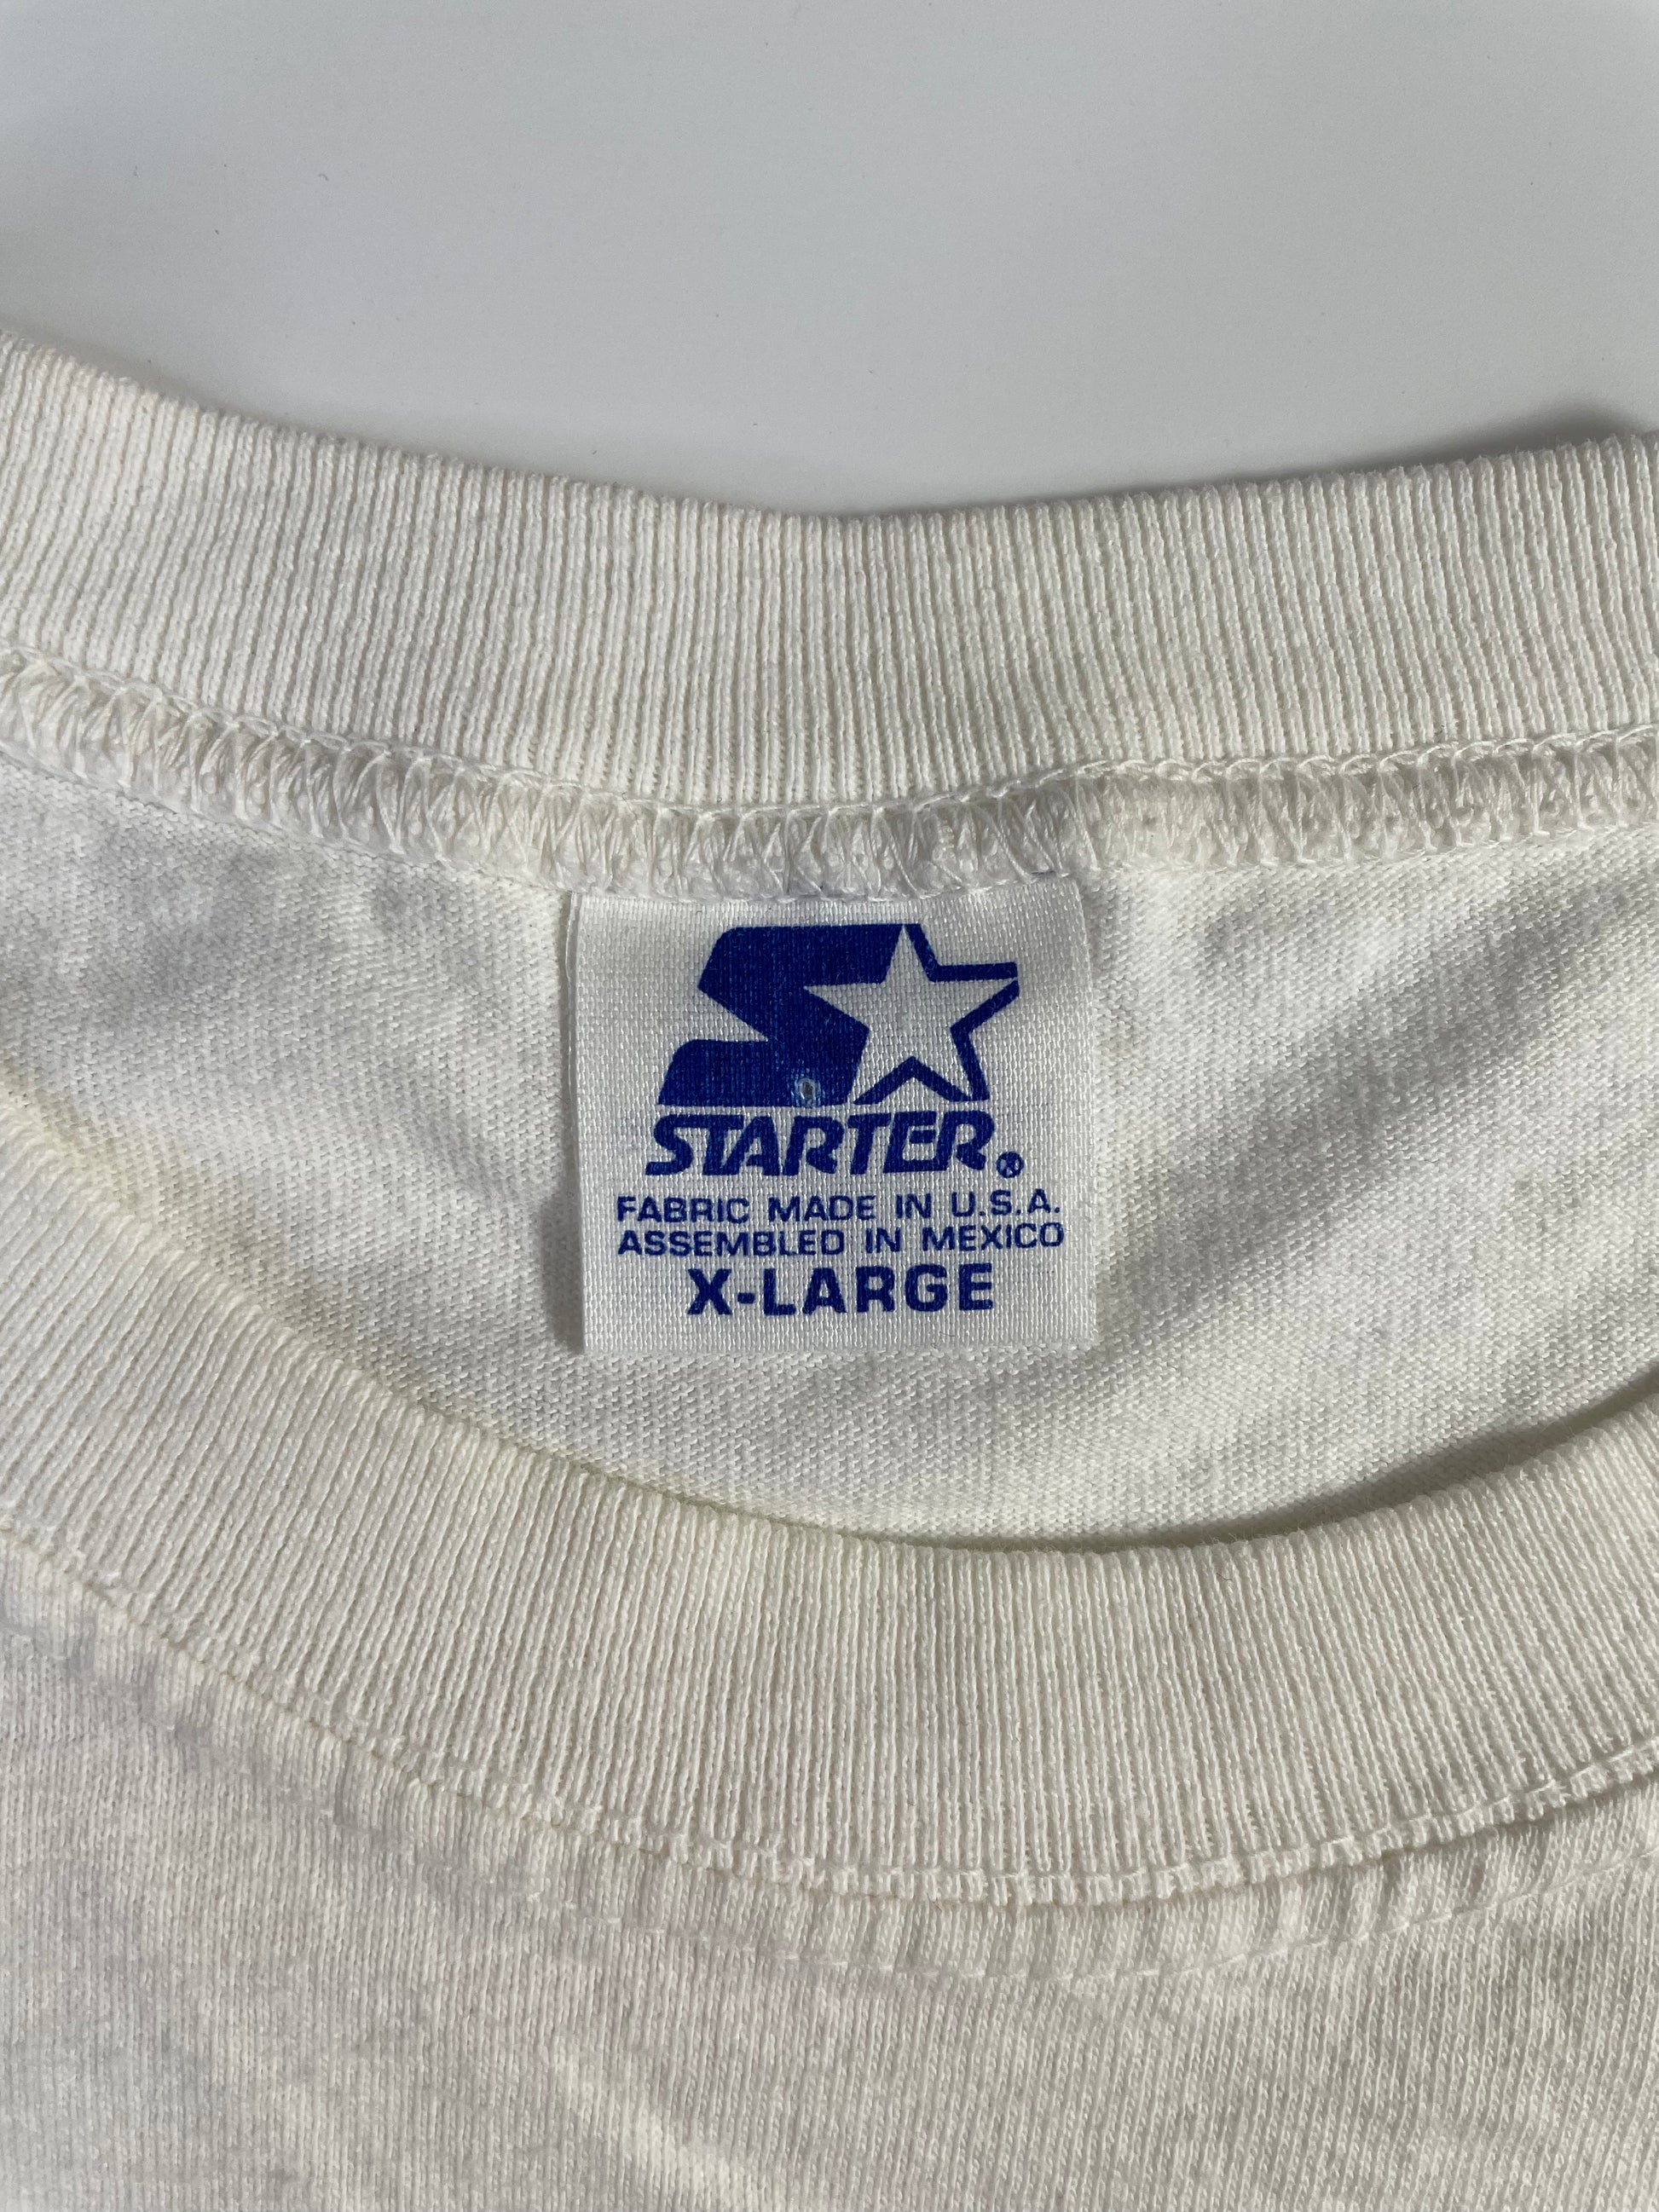 STARTER®
FABRIC MADE IN U.S.A.
ASSEMBLED IN MEXICO
X-LARGE